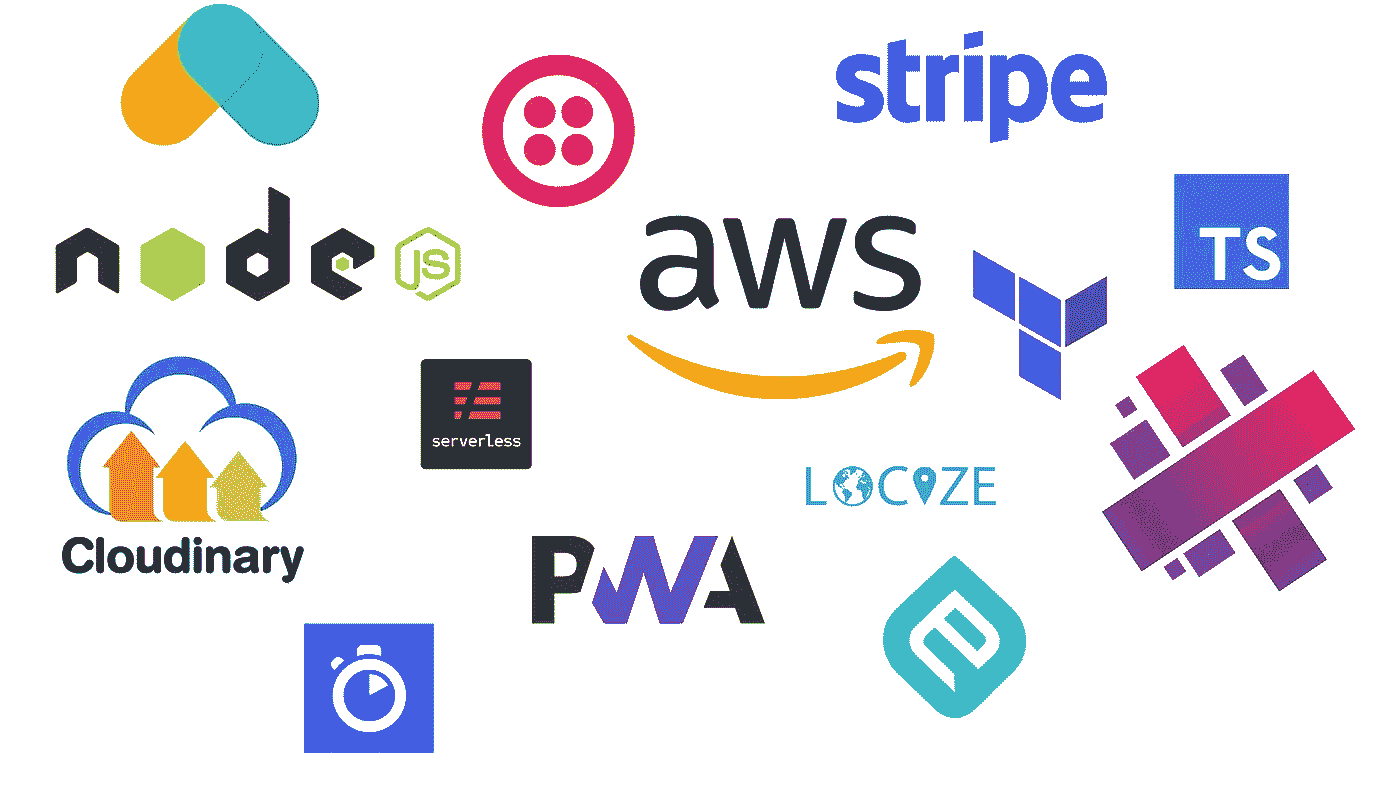 stripe
node JS
aws
TS
serverless
LOCIZE
Cloudinary
PWA